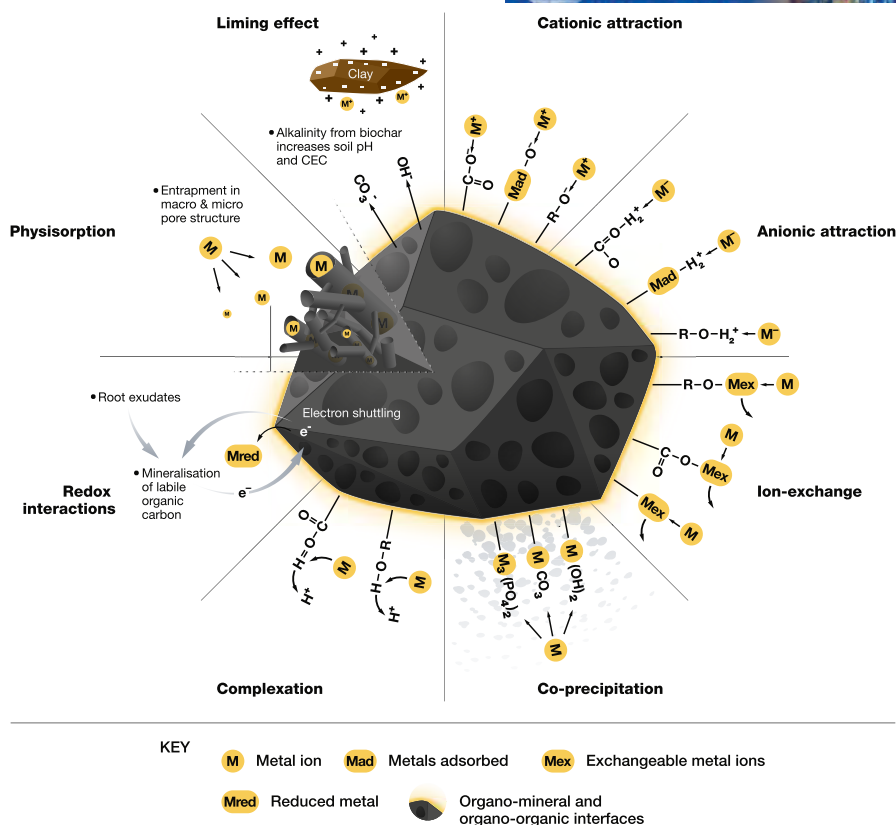 Liming effect
Cationic attraction
Clay
M⁺
M⁺
• Alkalinity from biochar
increases soil pH
and CEC
CO₃⁻
OH⁻
C
O
O⁻
M⁺
Mad
O⁻
M⁺
R–O⁻
M⁺
• Entrapment in
macro & micro
pore structure
Physisorption
M
M
M
M
M
M
M
M
M
Anionic attraction
C
O
O–H₂⁺
M⁻
Mad
H₂⁺
M⁻
R–O–H₂⁺
M⁻
• Root exudates
Electron shuttling
e⁻
Mred
• Mineralisation
of labile
organic
carbon
e⁻
Redox
interactions
R–O–
Mex
M
C
O
O
Mex
M
Mex
M
Ion-exchange
O
C
O
H
M
H⁺
R
O
H
M
H⁺
M₃ (PO₄)₂
M CO₃
M (OH)₂
M
Complexation
Co-precipitation
KEY
M Metal ion
Mad Metals adsorbed
Mex Exchangeable metal ions
Mred Reduced metal
Organo-mineral and
organo-organic interfaces